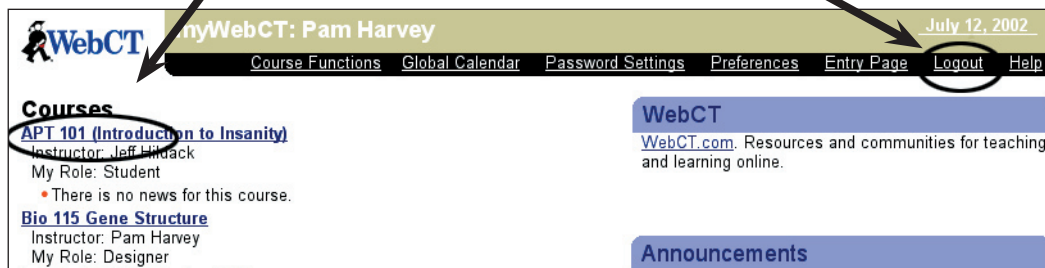 WebCT
myWebCT: Pam Harvey
July 12, 2002
Course Functions Global Calendar Password Settings Preferences Entry Page Logout Help
Courses
APT 101 (Introduction to Insanity)
Instructor: Jeff Hildack
My Role: Student
• There is no news for this course.
Bio 115 Gene Structure
Instructor: Pam Harvey
My Role: Designer
WebCT
WebCT.com. Resources and communities for teaching
and learning online.
Announcements